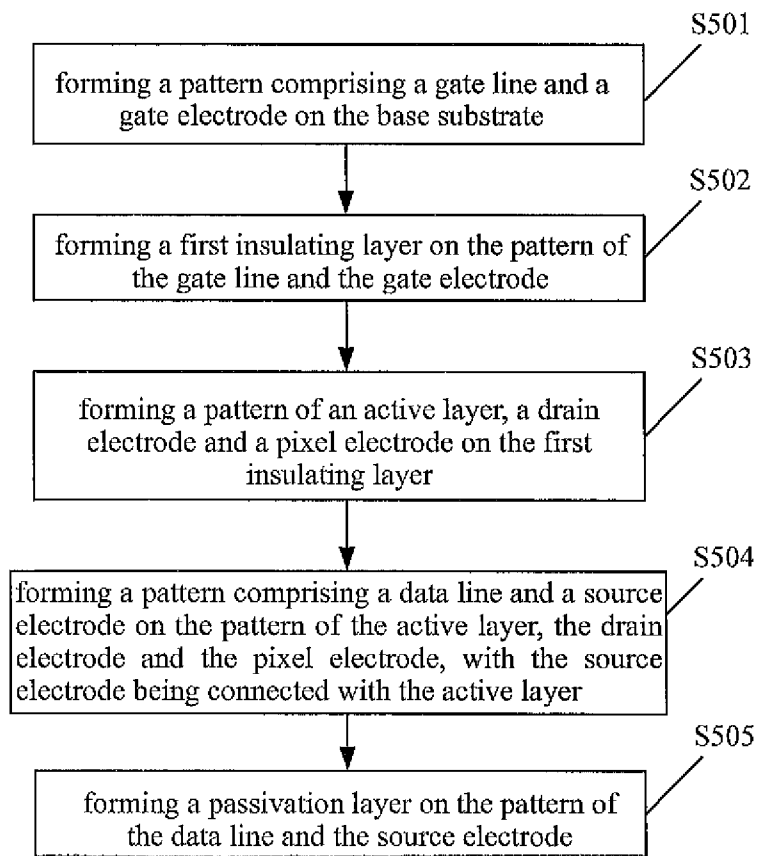 S501
forming a pattern comprising a gate line and a
gate electrode on the base substrate
S502
forming a first insulating layer on the pattern of
the gate line and the gate electrode
S503
forming a pattern of an active layer, a drain
electrode and a pixel electrode on the first
insulating layer
S504
forming a pattern comprising a data line and a source
electrode on the pattern of the active layer, the drain
electrode and the pixel electrode, with the source
electrode being connected with the active layer
S505
forming a passivation layer on the pattern of
the data line and the source electrode